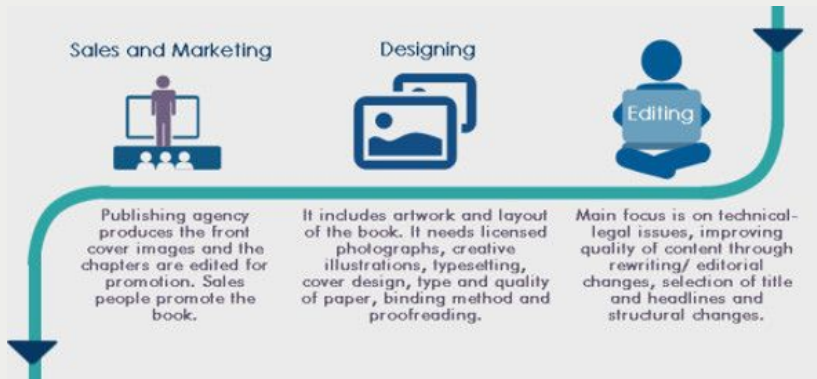 Sales and Marketing
Publishing agency
produces the front
cover images and the
chapters are edited for
promotion. Sales
people promote the
book.
Designing
It includes artwork and layout
of the book. It needs licensed
photographs, creative
illustrations, typesetting,
cover design, type and quality
of paper, binding method and
proofreading.
Editing
Main focus is on technical-
legal issues, improving
quality of content through
rewriting/ editorial
changes, selection of title
and headlines and
structural changes.